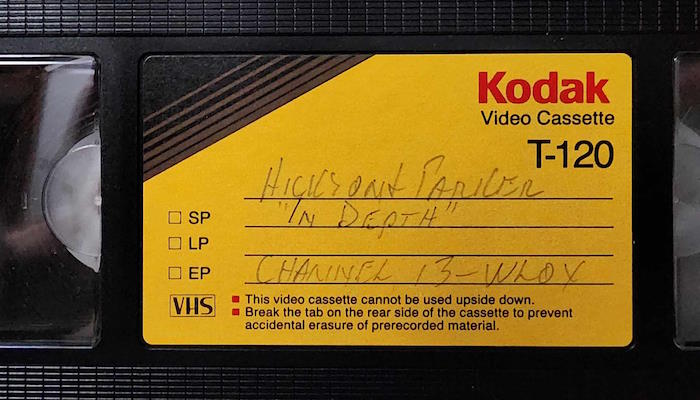 Kodak
Video Cassette
T-120
HICKSON & PARKER
"IN DEPTH"
CHANNEL 13 - WLOX
SP
LP
EP
VHS
This video cassette cannot be used upside down.
Break the tab on the rear side of the cassette to prevent
accidental erasure of prerecorded material.